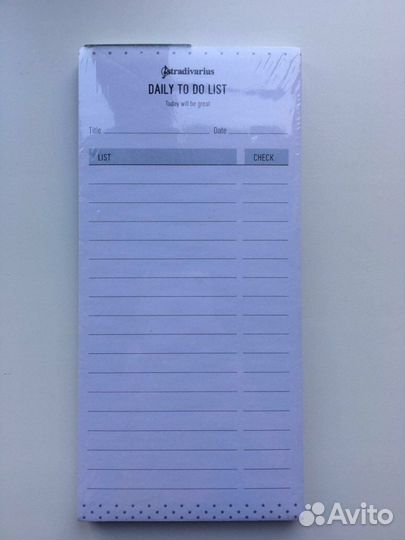 stradivarius
DAILY TO DO LIST
Today will be great
Title
Date
LIST
CHECK
Avito